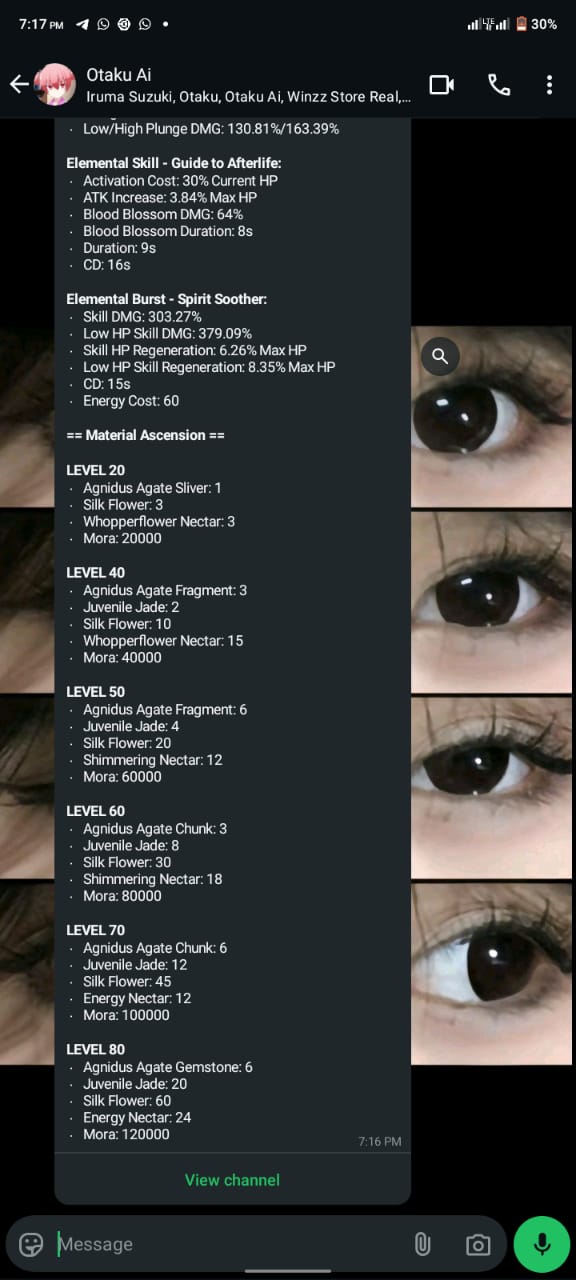 7:17 PM
LTE
30%
Otaku Ai
Iruma Suzuki, Otaku, Otaku Ai, Winzz Store Real,...
· Low/High Plunge DMG: 130.81%/163.39%
Elemental Skill - Guide to Afterlife:
· Activation Cost: 30% Current HP
· ATK Increase: 3.84% Max HP
· Blood Blossom DMG: 64%
· Blood Blossom Duration: 8s
· Duration: 9s
· CD: 16s
Elemental Burst - Spirit Soother:
· Skill DMG: 303.27%
· Low HP Skill DMG: 379.09%
· Skill HP Regeneration: 6.26% Max HP
· Low HP Skill Regeneration: 8.35% Max HP
· CD: 15s
· Energy Cost: 60
== Material Ascension ==
LEVEL 20
· Agnidus Agate Sliver: 1
· Silk Flower: 3
· Whopperflower Nectar: 3
· Mora: 20000
LEVEL 40
· Agnidus Agate Fragment: 3
· Juvenile Jade: 2
· Silk Flower: 10
· Whopperflower Nectar: 15
· Mora: 40000
LEVEL 50
· Agnidus Agate Fragment: 6
· Juvenile Jade: 4
· Silk Flower: 20
· Shimmering Nectar: 12
· Mora: 60000
LEVEL 60
· Agnidus Agate Chunk: 3
· Juvenile Jade: 8
· Silk Flower: 30
· Shimmering Nectar: 18
· Mora: 80000
LEVEL 70
· Agnidus Agate Chunk: 6
· Juvenile Jade: 12
· Silk Flower: 45
· Energy Nectar: 12
· Mora: 100000
LEVEL 80
· Agnidus Agate Gemstone: 6
· Juvenile Jade: 20
· Silk Flower: 60
· Energy Nectar: 24
· Mora: 120000
7:16 PM
View channel
Message